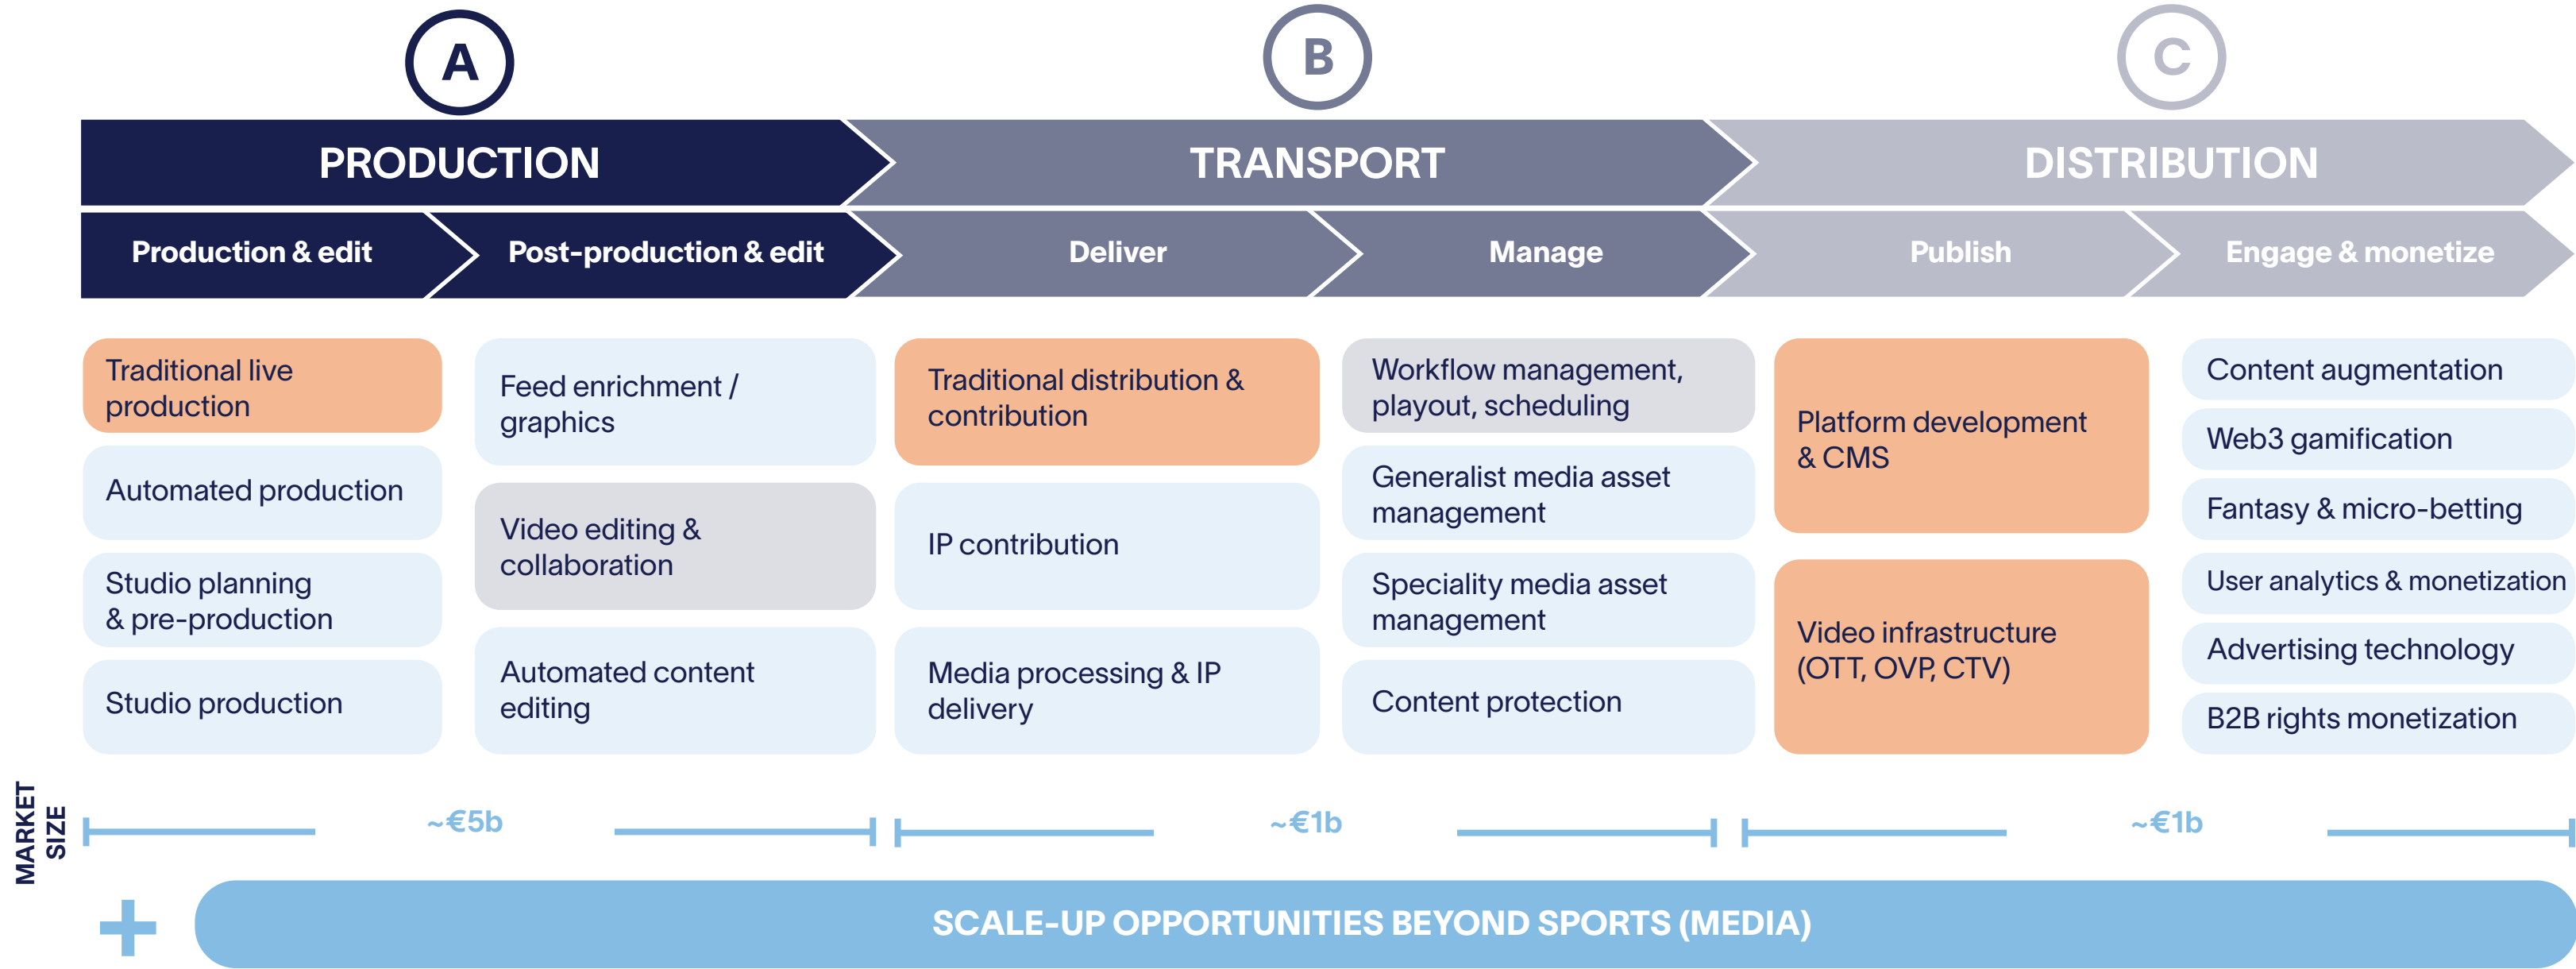 A
B
C
PRODUCTION
TRANSPORT
DISTRIBUTION
Production & edit
Post-production & edit
Deliver
Manage
Publish
Engage & monetize
Traditional live
production
Automated production
Studio planning
& pre-production
Studio production
Feed enrichment /
graphics
Video editing &
collaboration
Automated content
editing
Traditional distribution &
contribution
IP contribution
Media processing & IP
delivery
Workflow management,
playout, scheduling
Generalist media asset
management
Speciality media asset
management
Content protection
Platform development
& CMS
Video infrastructure
(OTT, OVP, CTV)
Content augmentation
Web3 gamification
Fantasy & micro-betting
User analytics & monetization
Advertising technology
B2B rights monetization
MARKET
SIZE
~€5b
~€1b
~€1b
+
SCALE-UP OPPORTUNITIES BEYOND SPORTS (MEDIA)